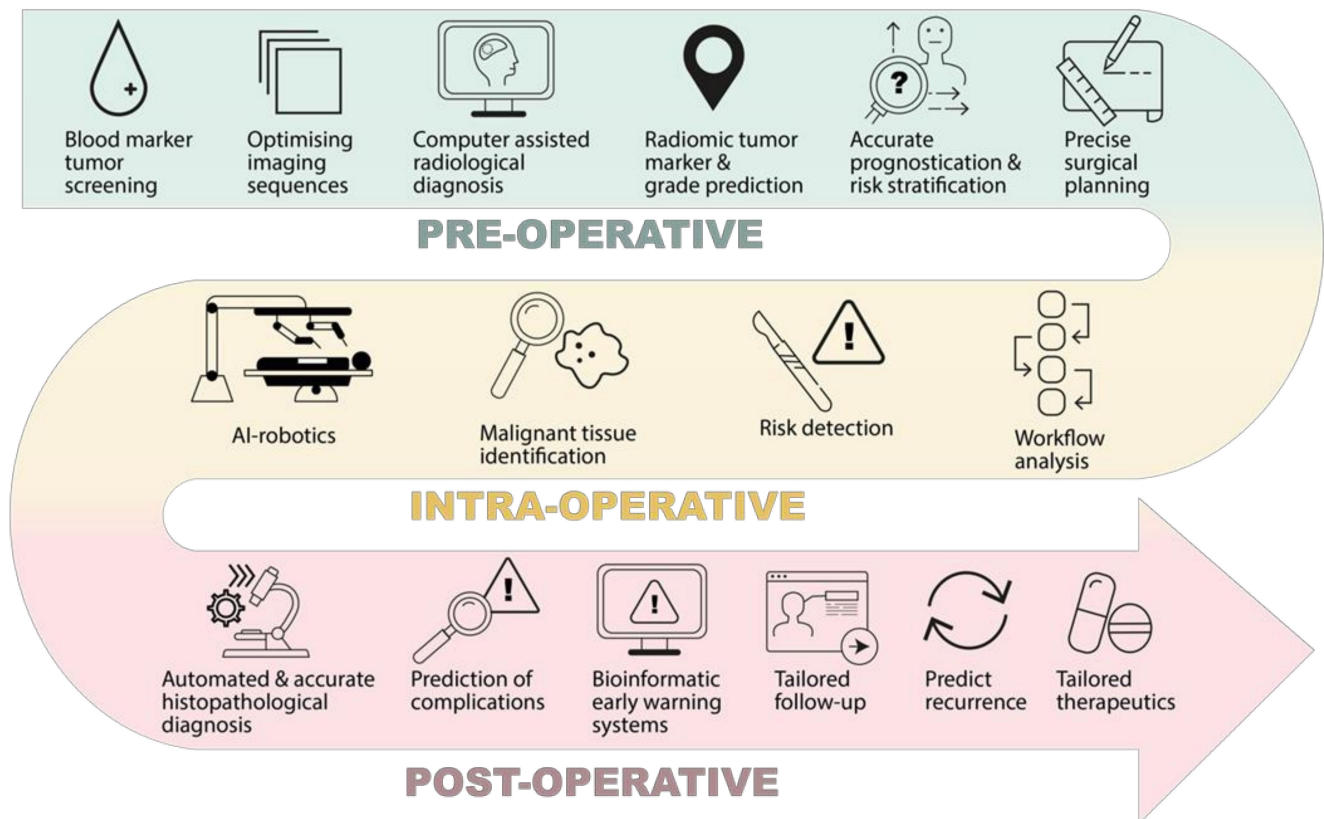 Blood marker
tumor
screening
Optimising
imaging
sequences
Computer assisted
radiological
diagnosis
Radiomic tumor
marker &
grade prediction
?
Accurate
prognostication &
risk stratification
Precise
surgical
planning
PRE-OPERATIVE
AI-robotics
Malignant tissue
identification
!
Risk detection
Workflow
analysis
INTRA-OPERATIVE
Automated & accurate
histopathological
diagnosis
!
Prediction of
complications
!
Bioinformatic
early warning
systems
Tailored
follow-up
Predict
recurrence
Tailored
therapeutics
POST-OPERATIVE